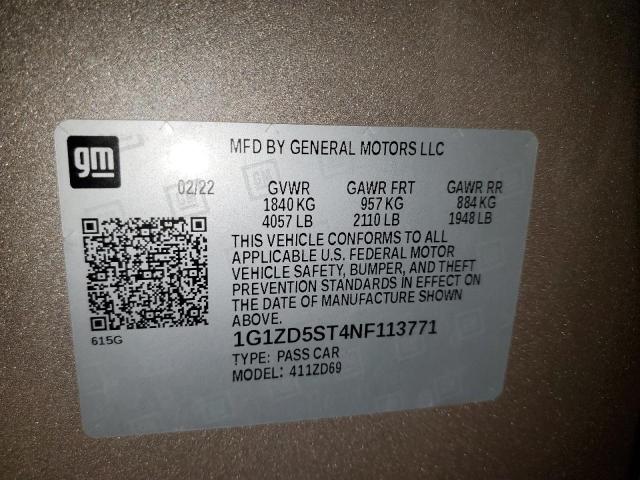 gm
MFD BY GENERAL MOTORS LLC
02/22 GVWR GAWR FRT GAWR RR
1840 KG 957 KG 884 KG
4057 LB 2110 LB 1948 LB
THIS VEHICLE CONFORMS TO ALL
APPLICABLE U.S. FEDERAL MOTOR
VEHICLE SAFETY, BUMPER, AND THEFT
PREVENTION STANDARDS IN EFFECT ON
THE DATE OF MANUFACTURE SHOWN
ABOVE.
615G
1G1ZD5ST4NF113771
TYPE: PASS CAR
MODEL: 411ZD69